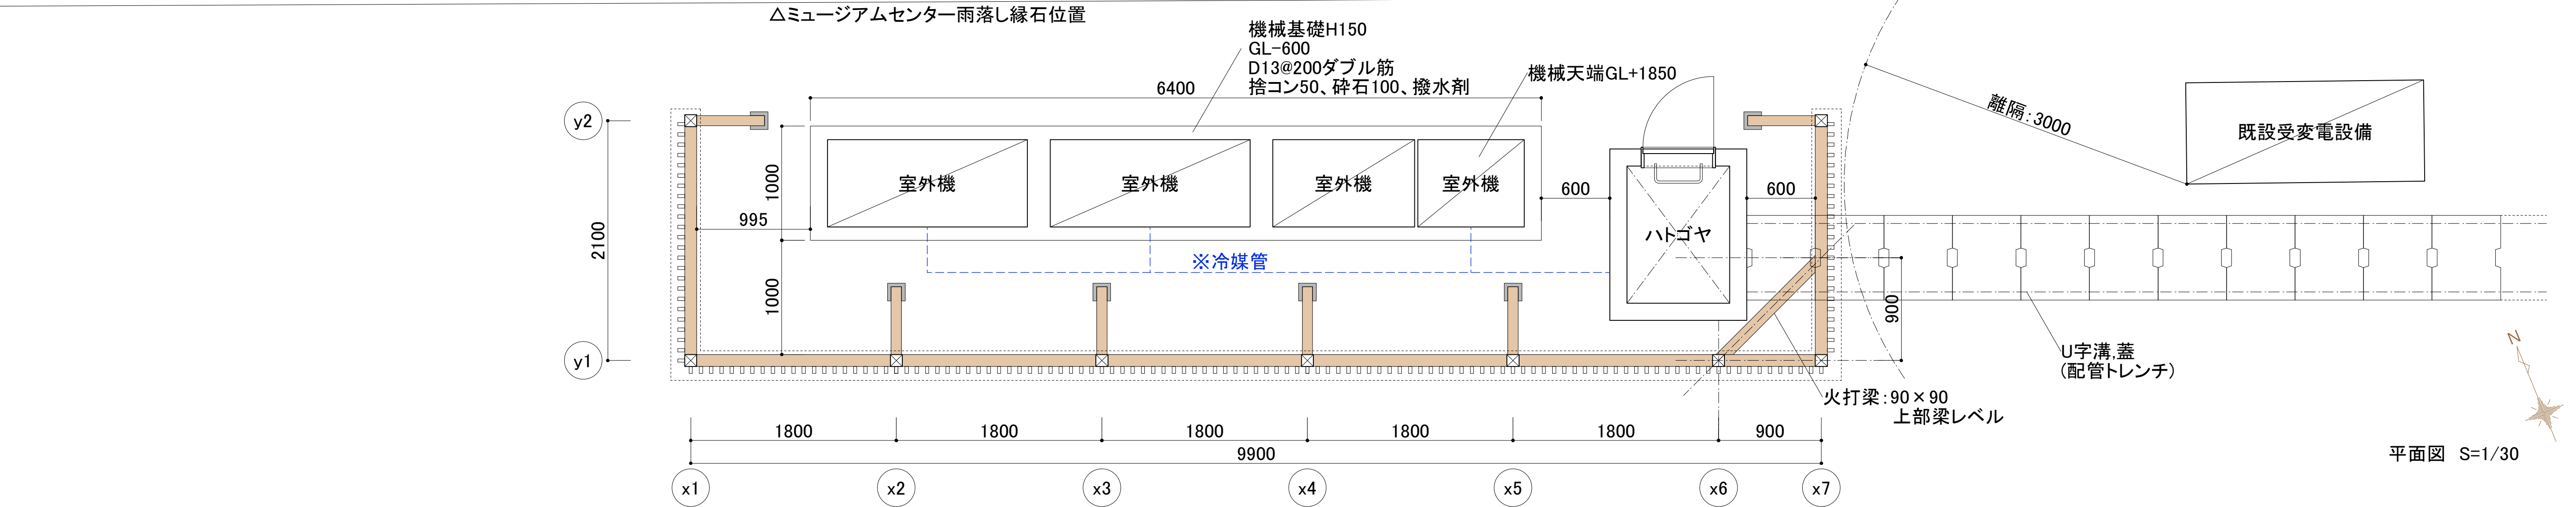 △ミュージアムセンター雨落し縁石位置
機械基礎H150
GL-600
D13@200ダブル筋
捨コン50、砕石100、撥水剤
機械天端GL+1850
6400
離隔:3000
既設受変電設備
y2
室外機
室外機
室外機
室外機
1000
600
600
995
2100
ハトゴヤ
※冷媒管
1000
900
y1
U字溝,蓋
(配管トレンチ)
火打梁:90×90
上部梁レベル
N
1800
1800
1800
1800
1800
900
9900
平面図 S=1/30
x1
x2
x3
x4
x5
x6
x7